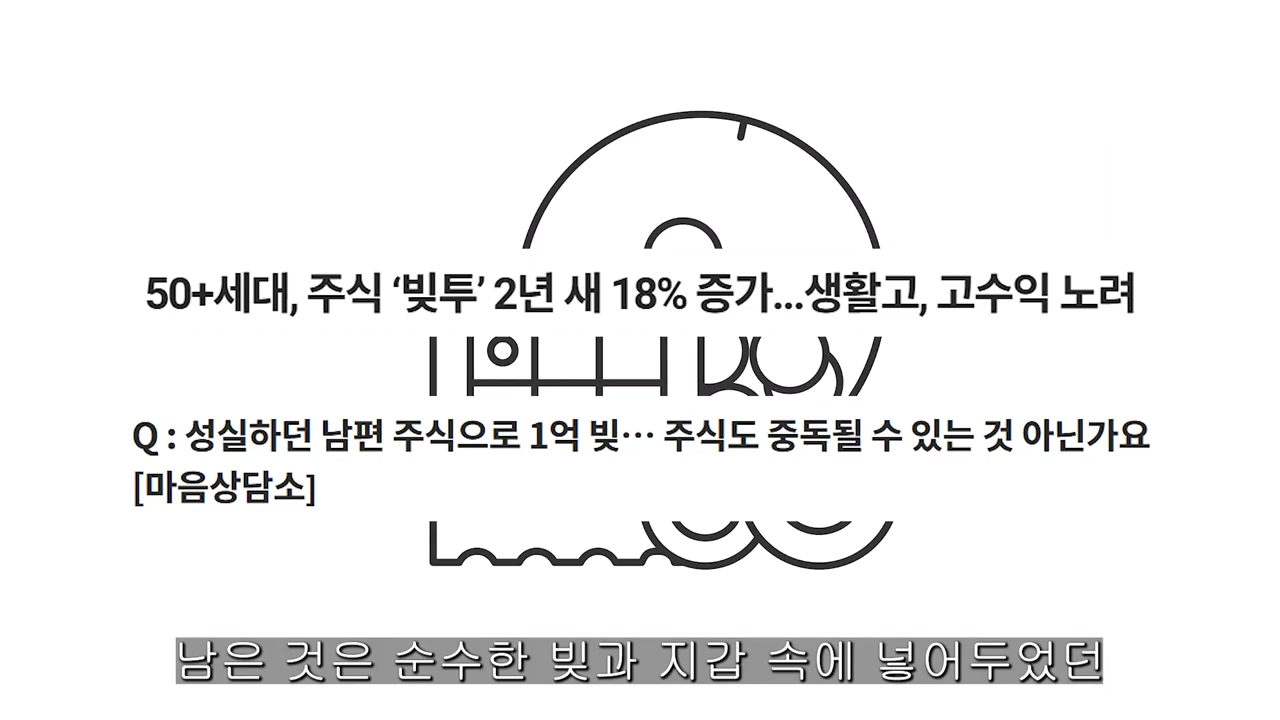 50+세대, 주식 ‘빚투’ 2년 새 18% 증가...생활고, 고수익 노려
Q : 성실하던 남편 주식으로 1억 빚… 주식도 중독될 수 있는 것 아닌가요
[마음상담소]
남은 것은 순수한 빚과 지갑 속에 넣어두었던